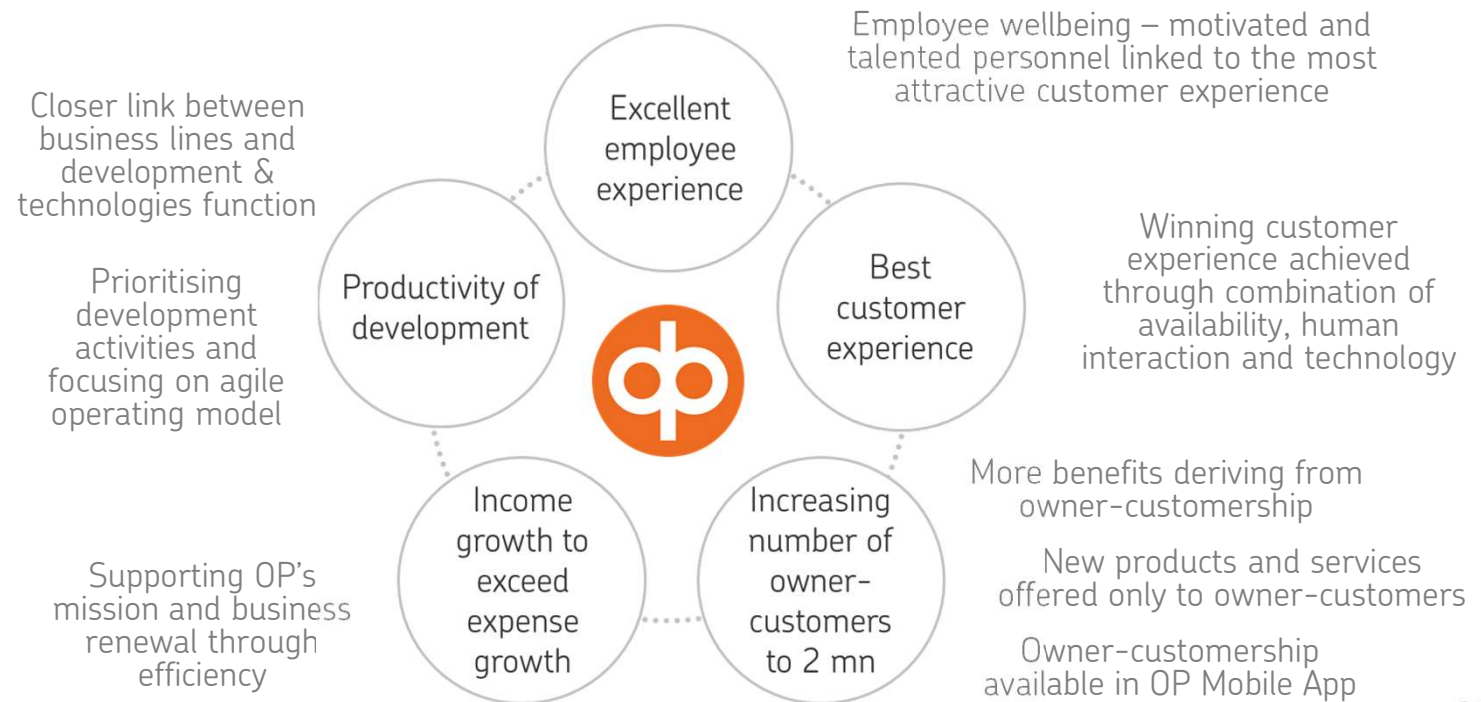 Employee wellbeing – motivated and
talented personnel linked to the most
attractive customer experience
Closer link between
business lines and
development &
technologies function
Excellent
employee
experience
Prioritising
development
activities and
focusing on agile
operating model
Productivity of
development
Best
customer
experience
Winning customer
experience achieved
through combination of
availability, human
interaction and technology
Supporting OP's
mission and business
renewal through
efficiency
Income
growth to
exceed
expense
growth
Increasing
number of
owner-
customers
to 2 mn
More benefits deriving from
owner-customership
New products and services
offered only to owner-customers
Owner-customership
available in OP Mobile App